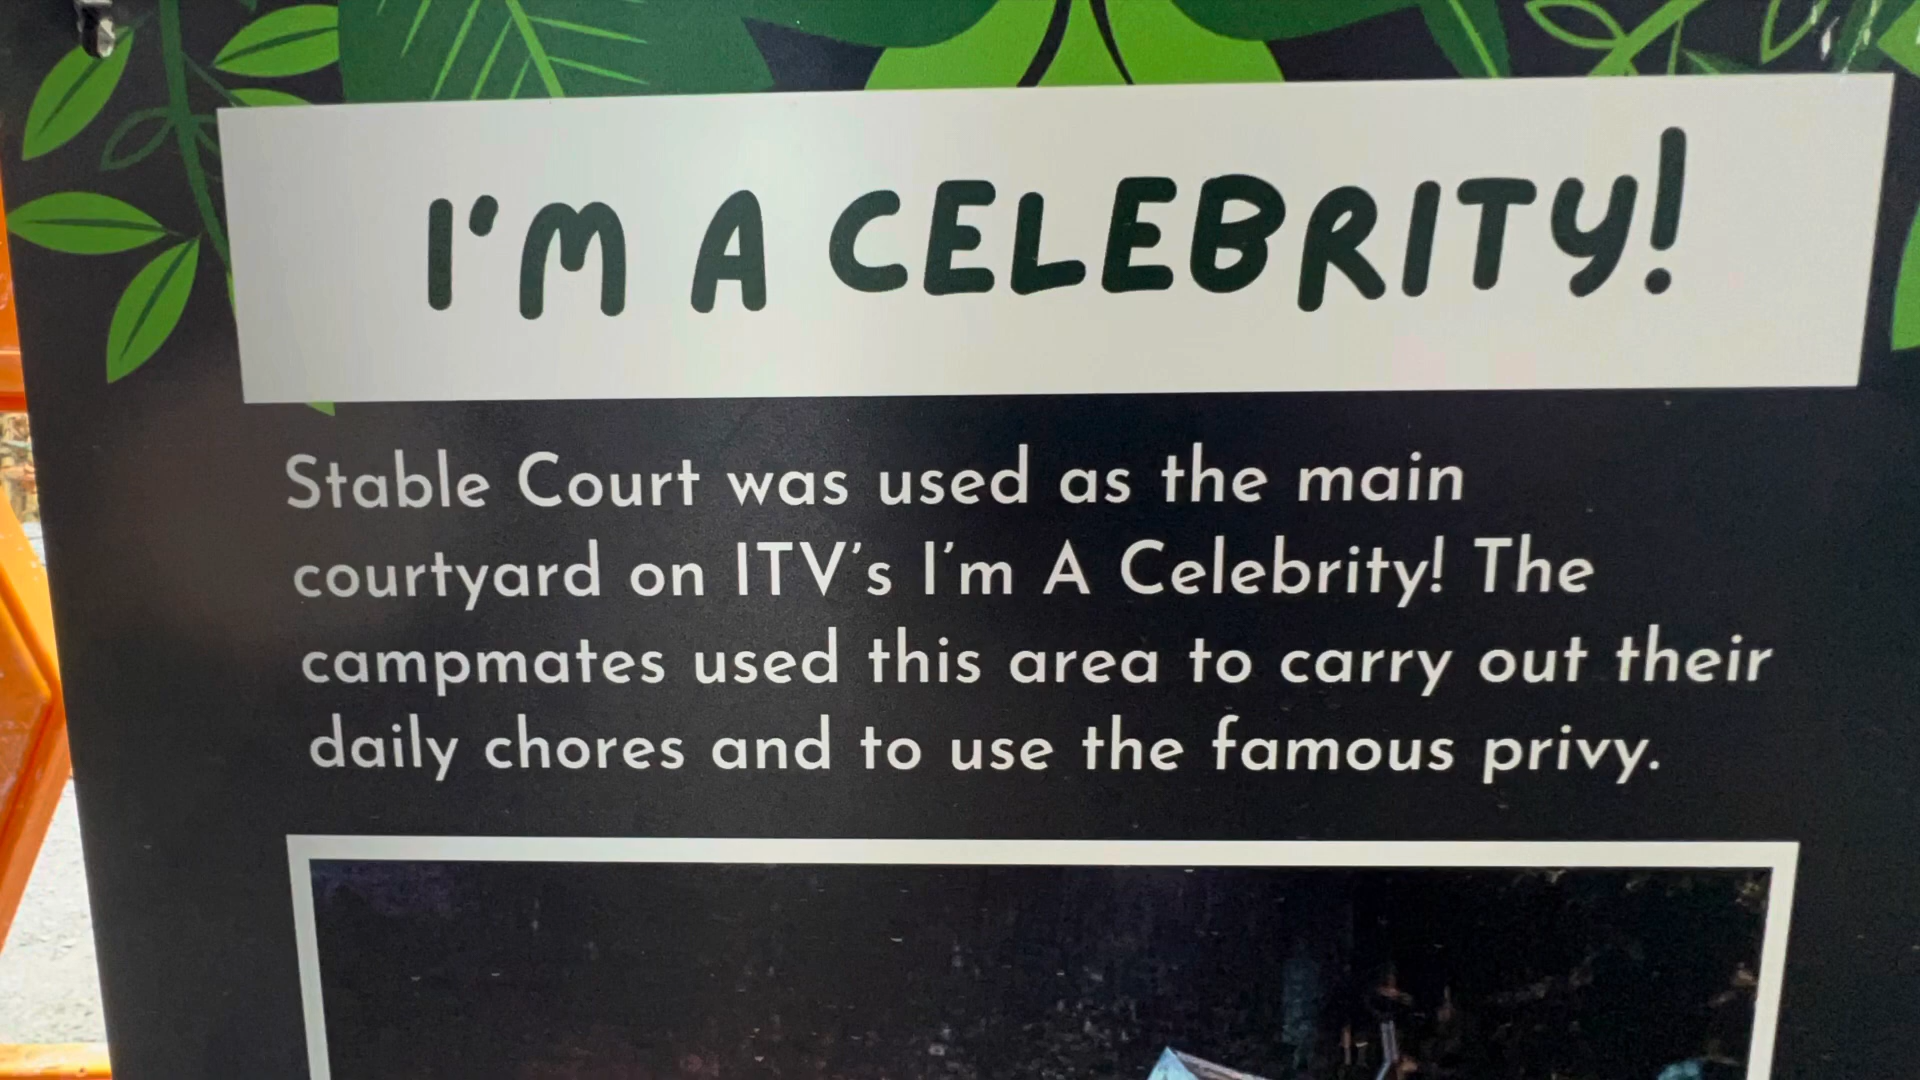 I'M A CELEBRITY!
Stable Court was used as the main
courtyard on ITV's I'm A Celebrity! The
campmates used this area to carry out their
daily chores and to use the famous privy.